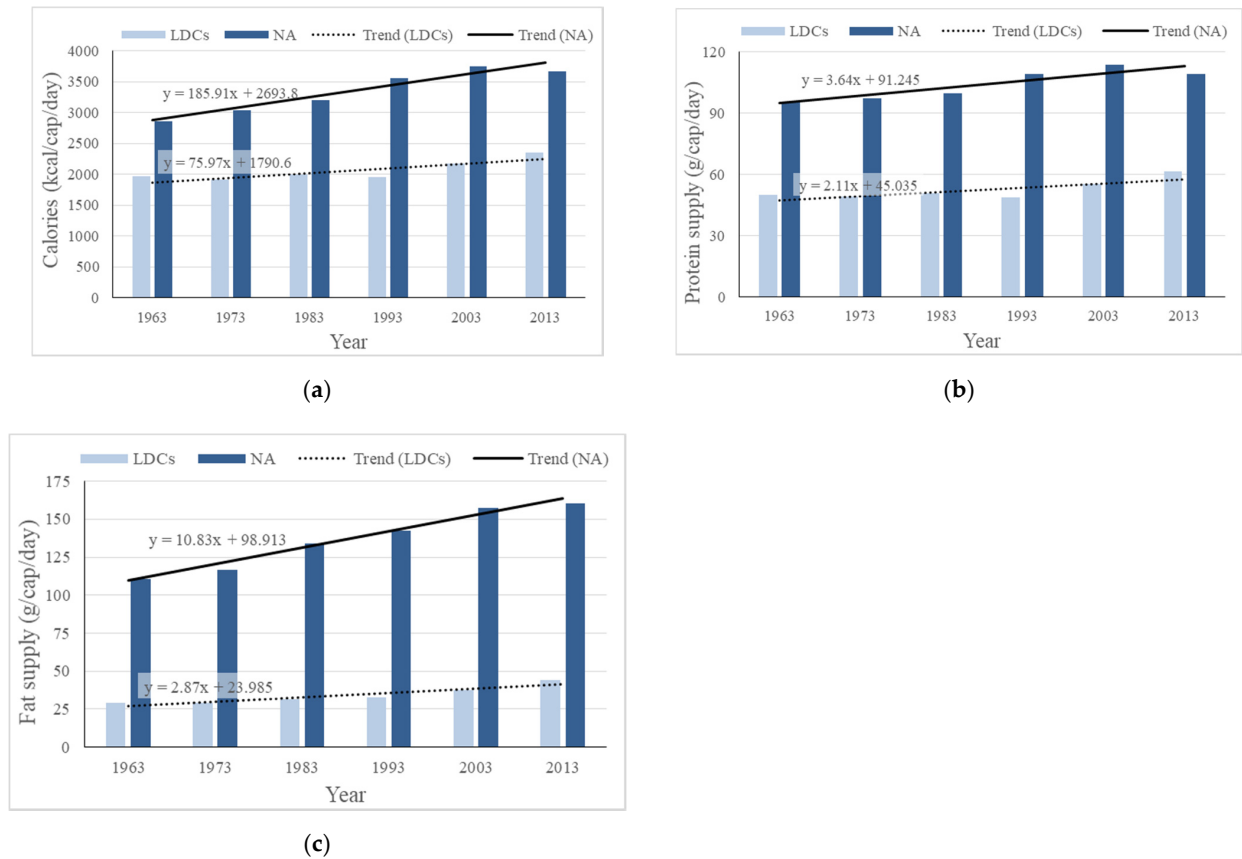 LDCs NA Trend (LDCs) Trend (NA)
4000
3500
3000
2500
2000
1500
1000
500
0
Calories (kcal/cap/day)
y = 185.91x + 2693.8
y = 75.97x + 1790.6
1963 1973 1983 1993 2003 2013
Year
(a)
LDCs NA Trend (LDCs) Trend (NA)
120
90
60
30
0
Protein supply (g/cap/day)
y = 3.64x + 91.245
y = 2.11x + 45.035
1963 1973 1983 1993 2003 2013
Year
(b)
LDCs NA Trend (LDCs) Trend (NA)
175
150
125
100
75
50
25
0
Fat supply (g/cap/day)
y = 10.83x + 98.913
y = 2.87x + 23.985
1963 1973 1983 1993 2003 2013
Year
(c)